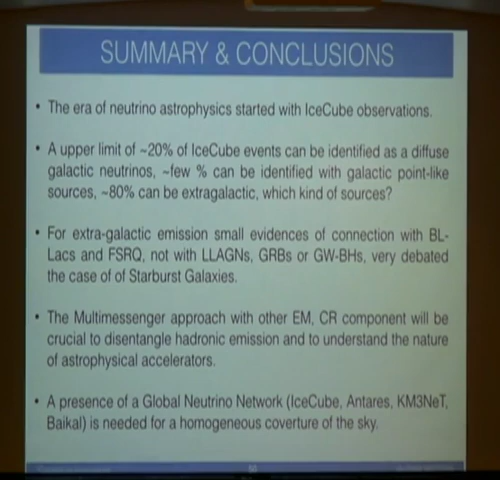 SUMMARY & CONCLUSIONS
• The era of neutrino astrophysics started with IceCube observations.
• A upper limit of ~20% of IceCube events can be identified as a diffuse
galactic neutrinos, ~few % can be identified with galactic point-like
sources, ~80% can be extragalactic, which kind of sources?
• For extra-galactic emission small evidences of connection with BL-
Lacs and FSRQ, not with LLAGNs, GRBs or GW-BHs, very debated
the case of of Starburst Galaxies.
• The Multimessenger approach with other EM, CR component will be
crucial to disentangle hadronic emission and to understand the nature
of astrophysical accelerators.
• A presence of a Global Neutrino Network (IceCube, Antares, KM3NeT,
Baikal) is needed for a homogeneous coverture of the sky.